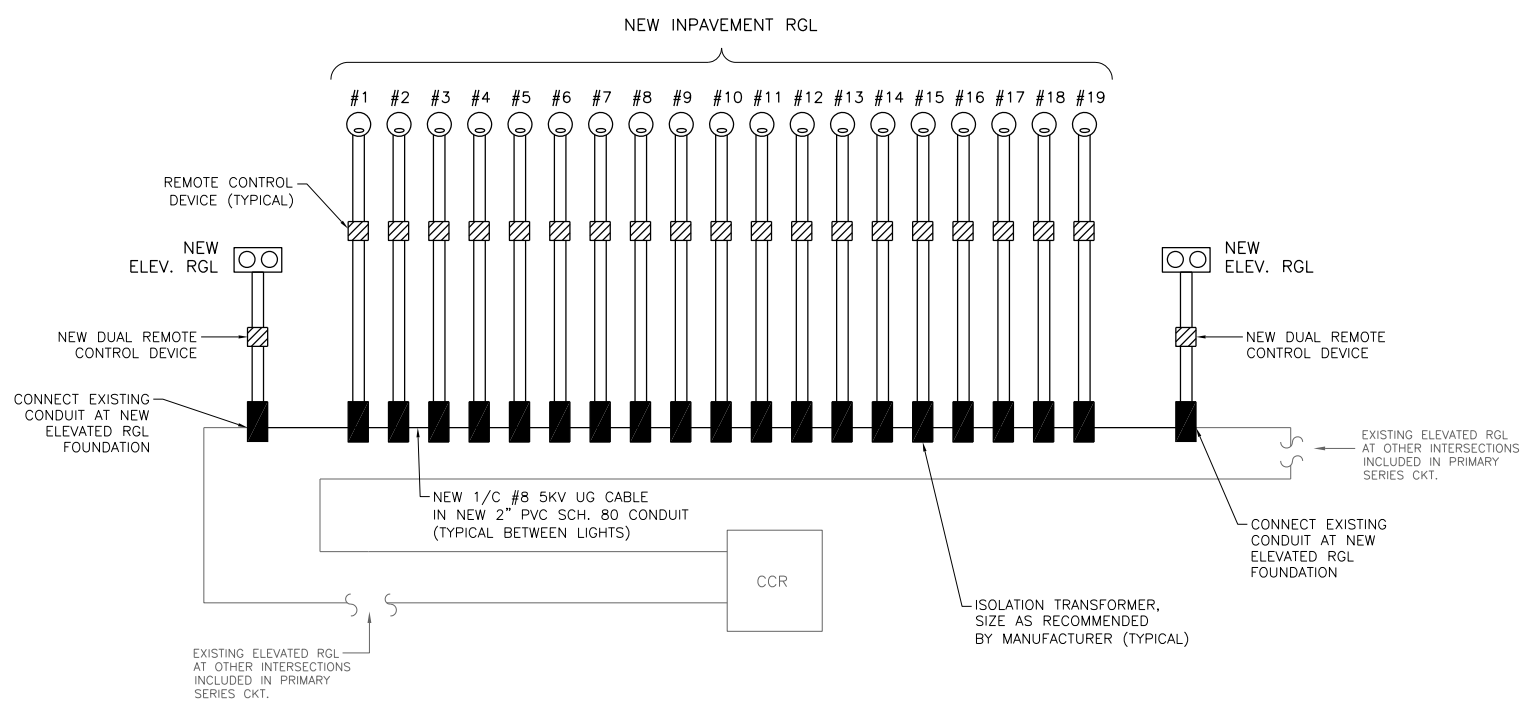 NEW INPAVEMENT RGL
#1 #2 #3 #4 #5 #6 #7 #8 #9 #10 #11 #12 #13 #14 #15 #16 #17 #18 #19
REMOTE CONTROL
DEVICE (TYPICAL)
NEW
ELEV. RGL
NEW
ELEV. RGL
NEW DUAL REMOTE
CONTROL DEVICE
NEW DUAL REMOTE
CONTROL DEVICE
CONNECT EXISTING
CONDUIT AT NEW
ELEVATED RGL
FOUNDATION
EXISTING ELEVATED RGL
AT OTHER INTERSECTIONS
INCLUDED IN PRIMARY
SERIES CKT.
NEW 1/C #8 5KV UG CABLE
IN NEW 2" PVC SCH. 80 CONDUIT
(TYPICAL BETWEEN LIGHTS)
CONNECT EXISTING
CONDUIT AT NEW
ELEVATED RGL
FOUNDATION
CCR
ISOLATION TRANSFORMER,
SIZE AS RECOMMENDED
BY MANUFACTURER (TYPICAL)
EXISTING ELEVATED RGL
AT OTHER INTERSECTIONS
INCLUDED IN PRIMARY
SERIES CKT.